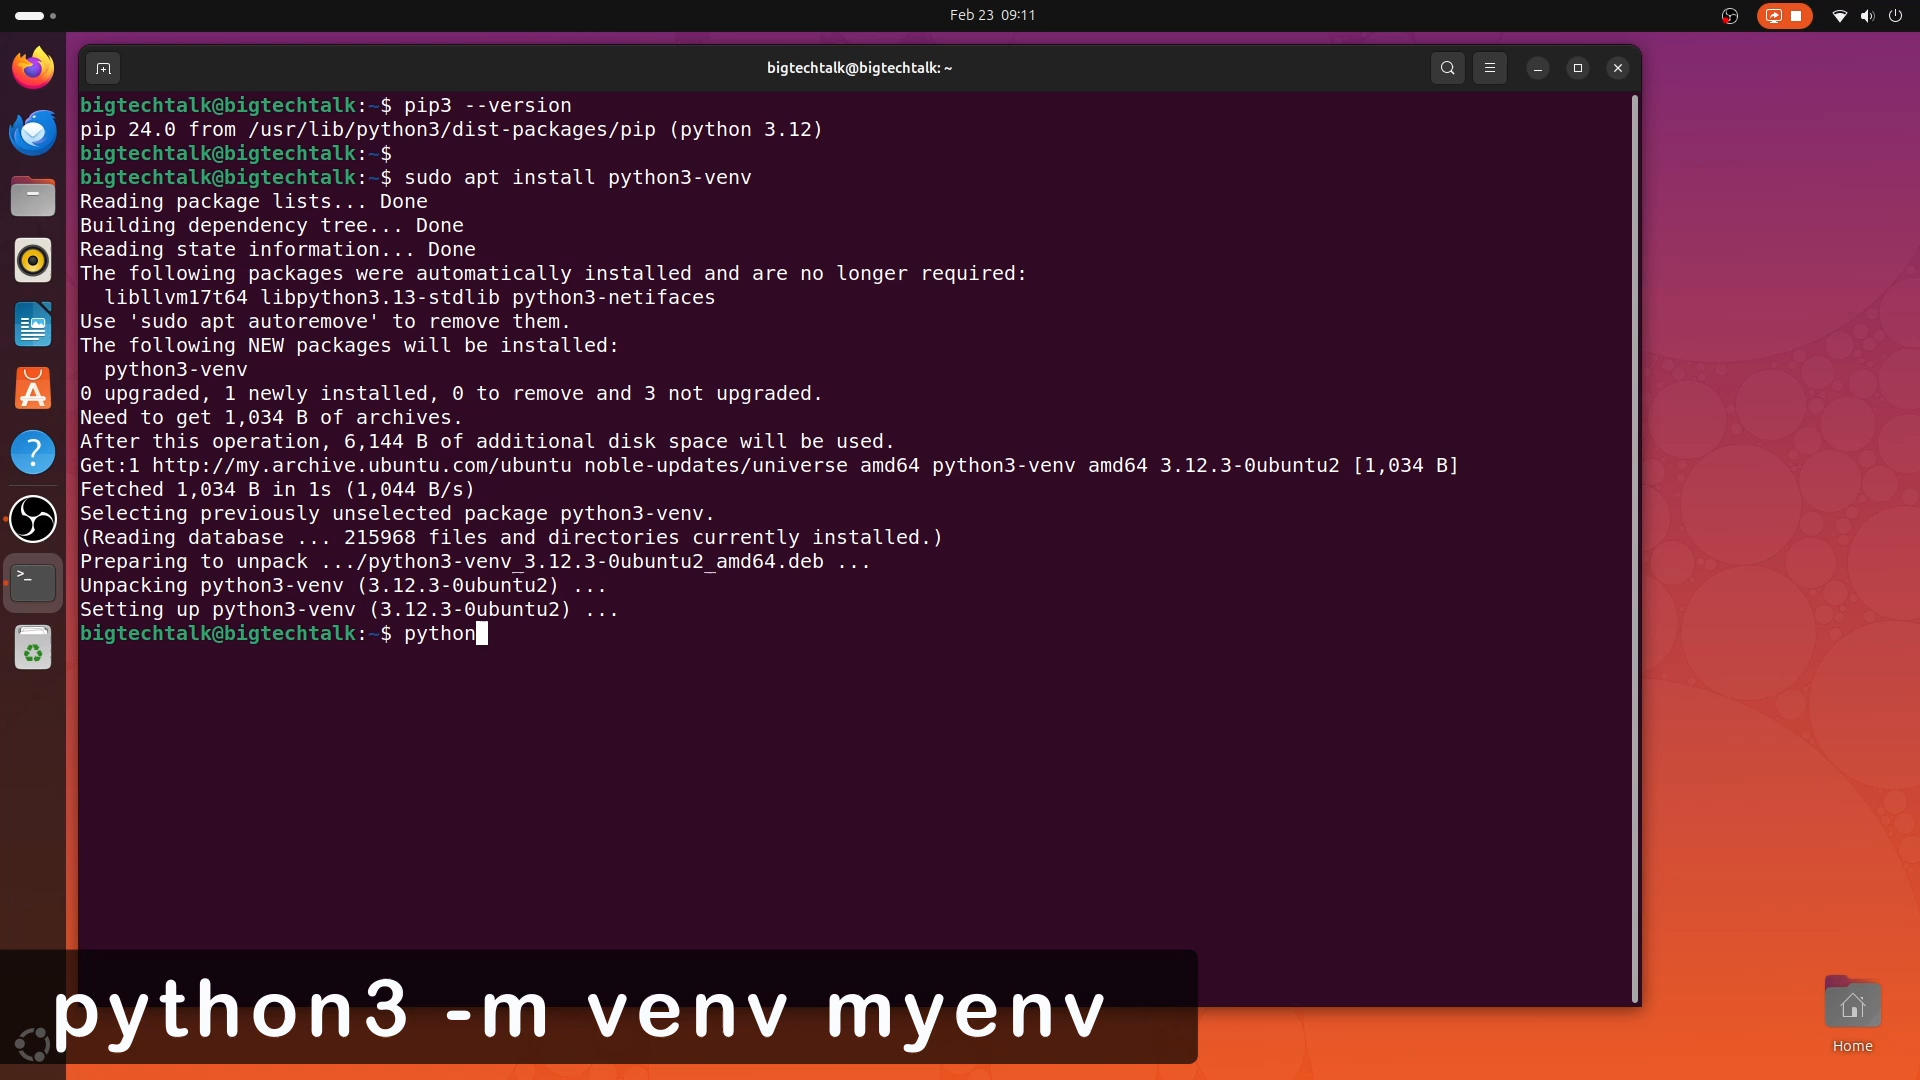 Feb 23 09:11
bigtechtalk@bigtechtalk: ~
bigtechtalk@bigtechtalk:~$ pip3 --version
pip 24.0 from /usr/lib/python3/dist-packages/pip (python 3.12)
bigtechtalk@bigtechtalk:~$
bigtechtalk@bigtechtalk:~$ sudo apt install python3-venv
Reading package lists... Done
Building dependency tree... Done
Reading state information... Done
The following packages were automatically installed and are no longer required:
  libllvm17t64 libpython3.13-stdlib python3-netifaces
Use 'sudo apt autoremove' to remove them.
The following NEW packages will be installed:
  python3-venv
0 upgraded, 1 newly installed, 0 to remove and 3 not upgraded.
Need to get 1,034 B of archives.
After this operation, 6,144 B of additional disk space will be used.
Get:1 http://my.archive.ubuntu.com/ubuntu noble-updates/universe amd64 python3-venv amd64 3.12.3-0ubuntu2 [1,034 B]
Fetched 1,034 B in 1s (1,044 B/s)
Selecting previously unselected package python3-venv.
(Reading database ... 215968 files and directories currently installed.)
Preparing to unpack .../python3-venv_3.12.3-0ubuntu2_amd64.deb ...
Unpacking python3-venv (3.12.3-0ubuntu2) ...
Setting up python3-venv (3.12.3-0ubuntu2) ...
bigtechtalk@bigtechtalk:~$ python
python3 -m venv myenv
Home